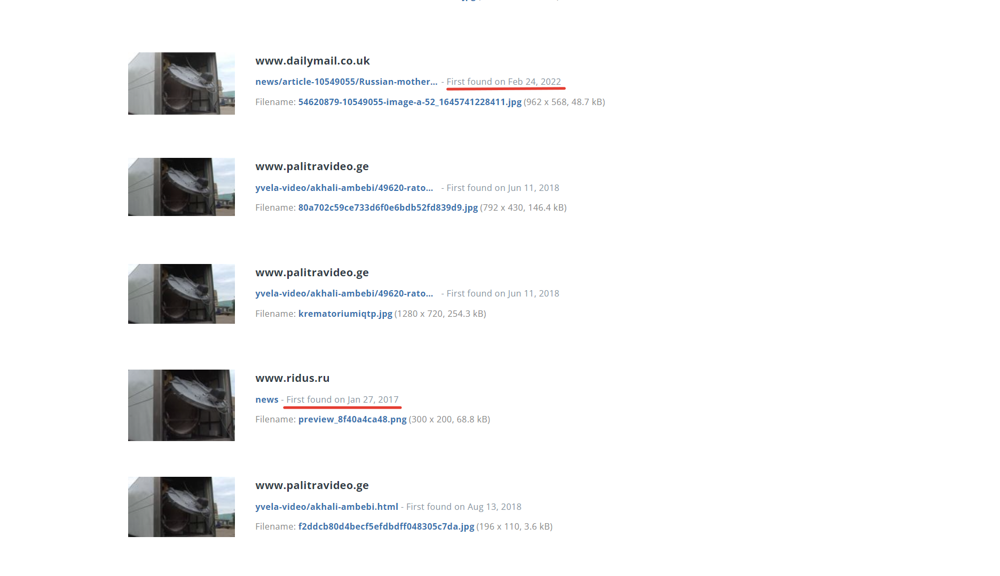 www.dailymail.co.uk
news/article-10549055/Russian-mother... - First found on Feb 24, 2022
Filename: 54620879-10549055-image-a-52_1645741228411.jpg (962 x 568, 48.7 kB)
www.palitravideo.ge
yvela-video/akhali-ambebi/49620-rato... - First found on Jun 11, 2018
Filename: 80a702c59ce733d6f0e6bdb52fd839d9.jpg (792 x 430, 146.4 kB)
www.palitravideo.ge
yvela-video/akhali-ambebi/49620-rato... - First found on Jun 11, 2018
Filename: krematoriumiqtp.jpg (1280 x 720, 254.3 kB)
www.ridus.ru
news - First found on Jan 27, 2017
Filename: preview_8f40a4ca48.png (300 x 200, 68.8 kB)
www.palitravideo.ge
yvela-video/akhali-ambebi.html - First found on Aug 13, 2018
Filename: f2ddcb80d4becf5efdbdff048305c7da.jpg (196 x 110, 3.6 kB)